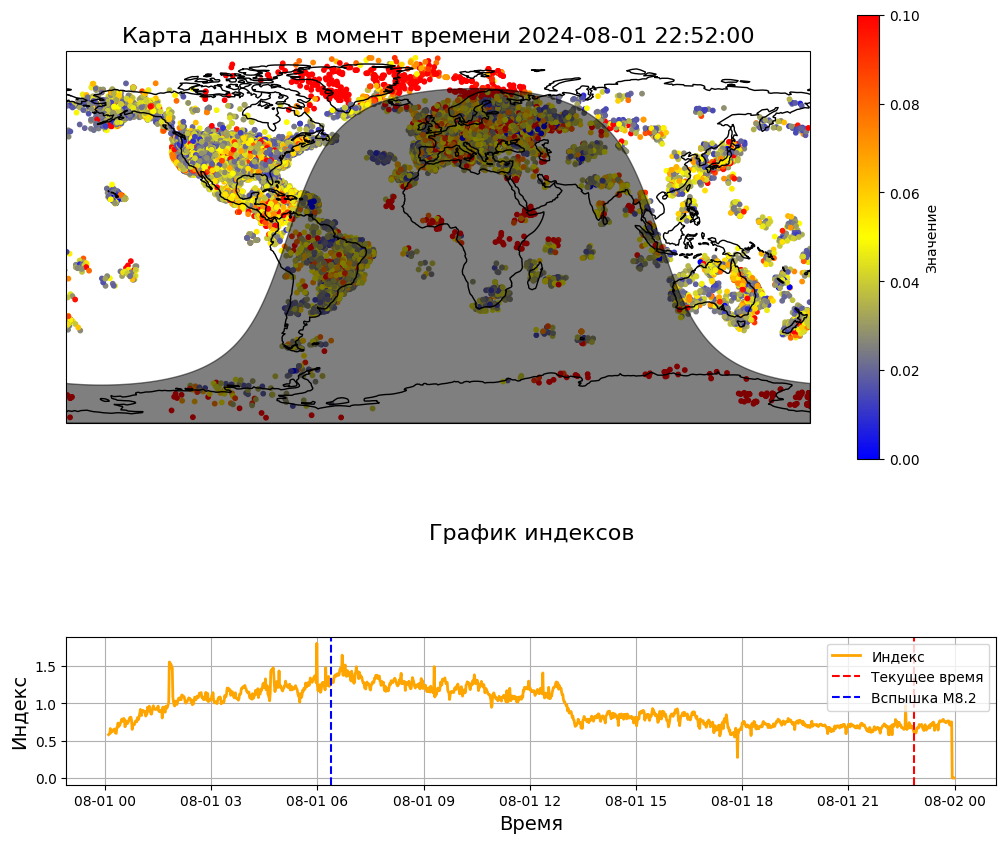 Карта данных в момент времени 2024-08-01 22:52:00
0.10
0.08
0.06
0.04
0.02
0.00
Значение
График индексов
Индекс
1.5
1.0
0.5
0.0
Индекс
Текущее время
Вспышка M8.2
08-01 00
08-01 03
08-01 06
08-01 09
08-01 12
08-01 15
08-01 18
08-01 21
08-02 00
Время